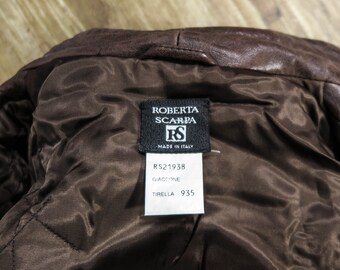 ROBERTA
SCARPA
RS
MADE IN ITALY
RS21938
GIACCONE
TIRELLA 935